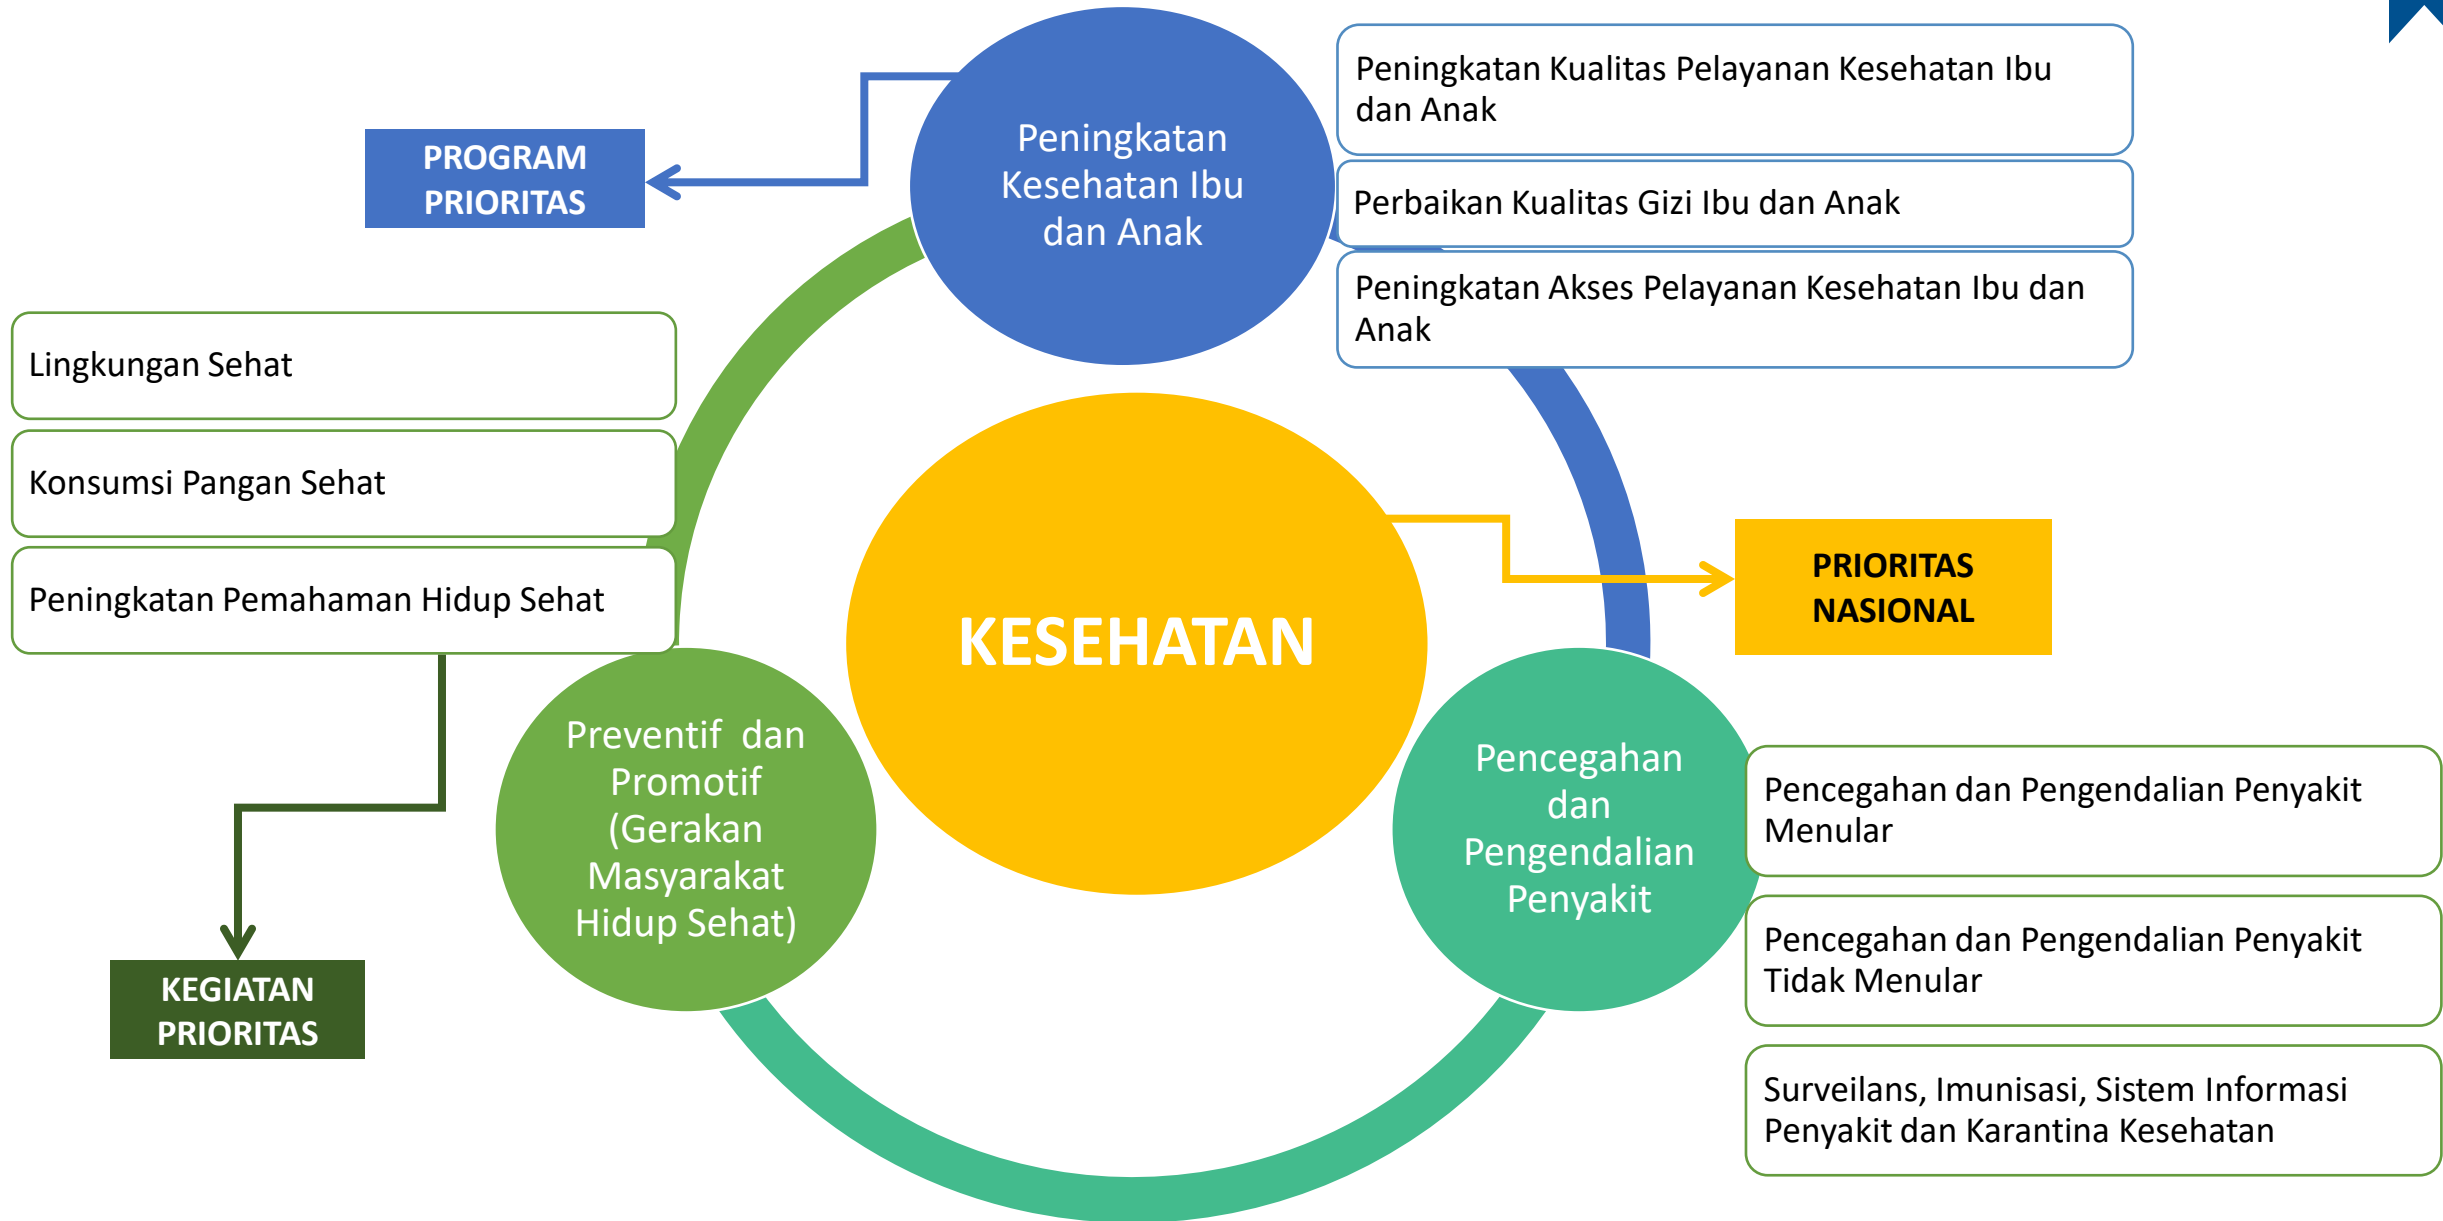 Peningkatan
Kesehatan Ibu
dan Anak
Peningkatan Kualitas Pelayanan Kesehatan Ibu
dan Anak
Perbaikan Kualitas Gizi Ibu dan Anak
Peningkatan Akses Pelayanan Kesehatan Ibu dan
Anak
PROGRAM
PRIORITAS
Lingkungan Sehat
Konsumsi Pangan Sehat
Peningkatan Pemahaman Hidup Sehat
KESEHATAN
PRIORITAS
NASIONAL
Preventif  dan
Promotif
(Gerakan
Masyarakat
Hidup Sehat)
Pencegahan
dan
Pengendalian
Penyakit
Pencegahan dan Pengendalian Penyakit
Menular
Pencegahan dan Pengendalian Penyakit
Tidak Menular
Surveilans, Imunisasi, Sistem Informasi
Penyakit dan Karantina Kesehatan
KEGIATAN
PRIORITAS